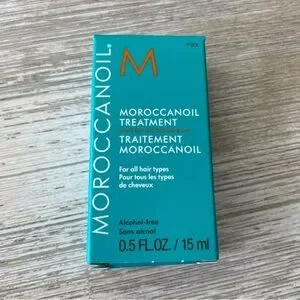 MOROCCANOIL®
M
MOROCCANOIL
TREATMENT
TRAITEMENT
MOROCCANOIL
For all hair types
Pour tous les types
de cheveux
Alcohol-free
Sans alcool
0.5 FL.OZ. / 15 ml